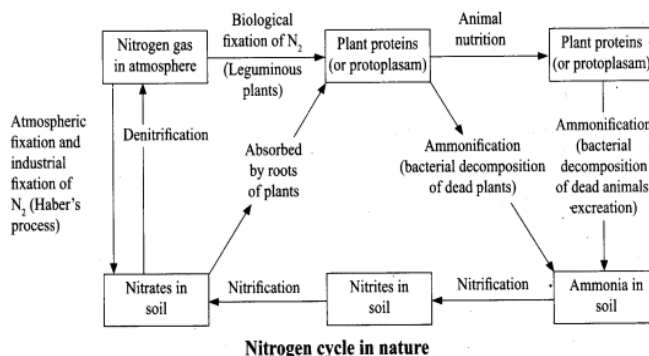 Nitrogen gas
in atmosphere
Biological
fixation of N₂
(Leguminous
plants)
Plant proteins
(or protoplasam)
Animal
nutrition
Plant proteins
(or protoplasam)
Atmospheric
fixation and
industrial
fixation of
N₂ (Haber's
process)
Denitrification
Absorbed
by roots
of plants
Ammonification
(bacterial decomposition
of dead plants)
Ammonification
(bacterial
decomposition
of dead animals
excreation)
Nitrates in
soil
Nitrification
Nitrites in
soil
Nitrification
Ammonia in
soil
Nitrogen cycle in nature